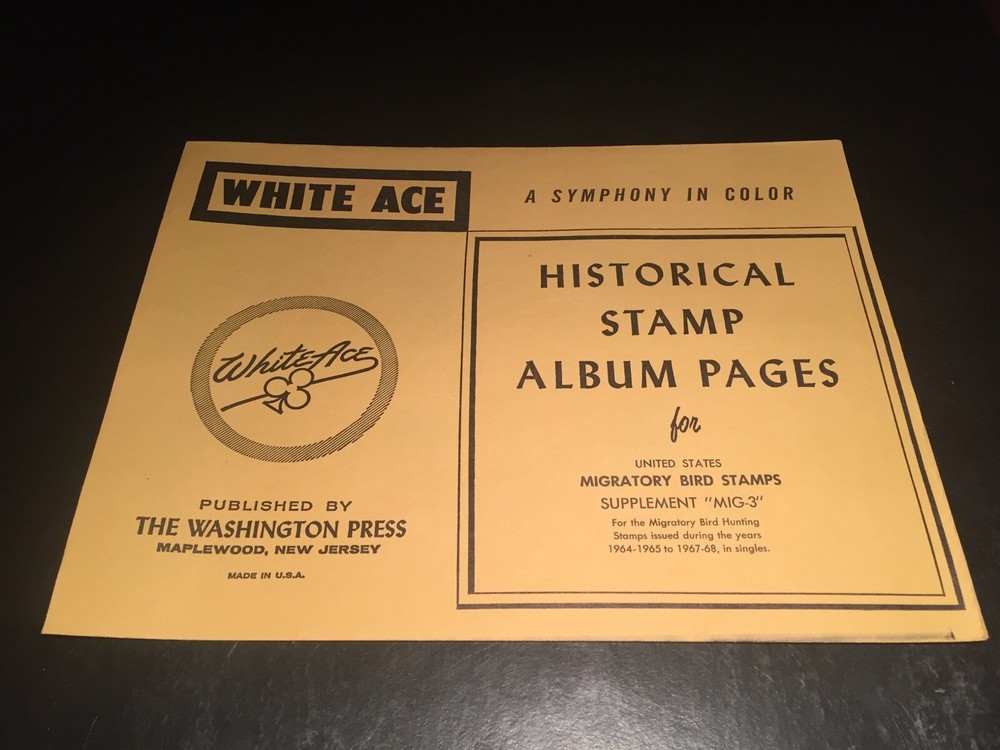 WHITE ACE
A SYMPHONY IN COLOR
White Ace
PUBLISHED BY
THE WASHINGTON PRESS
MAPLEWOOD, NEW JERSEY
MADE IN U.S.A.
HISTORICAL
STAMP
ALBUM PAGES
for
UNITED STATES
MIGRATORY BIRD STAMPS
SUPPLEMENT "MIG-3"
For the Migratory Bird Hunting
Stamps issued during the years
1964-1965 to 1967-68, in singles.